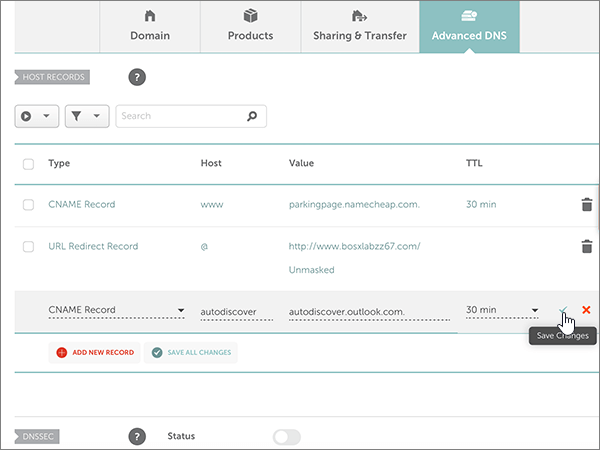 Domain Products Sharing & Transfer Advanced DNS
HOST RECORDS ?
Search
Type Host Value TTL
CNAME Record www parkingpage.namecheap.com. 30 min
URL Redirect Record @ http://www.bosxlabzz67.com/
Unmasked
CNAME Record autodiscover autodiscover.outlook.com. 30 min
Save Changes
ADD NEW RECORD SAVE ALL CHANGES
DNSSEC ? Status